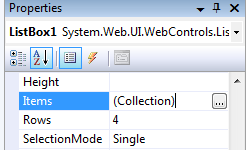 Properties
ListBox1 System.Web.UI.WebControls.Lis
Height
Items (Collection) ...
Rows 4
SelectionMode Single